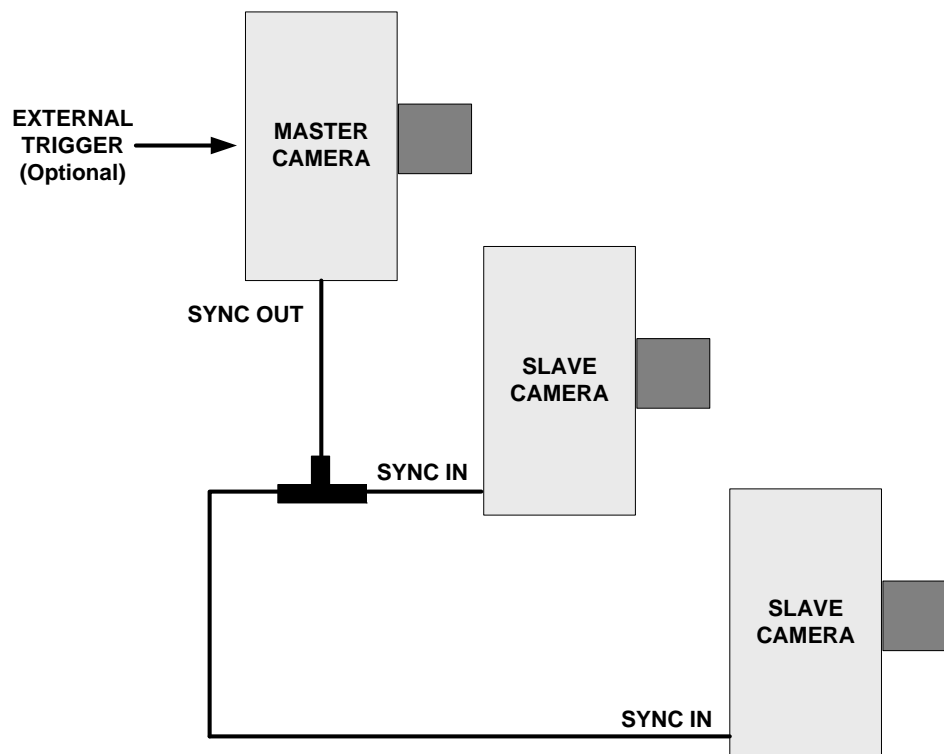 EXTERNAL
TRIGGER
(Optional)
MASTER
CAMERA
SYNC OUT
SLAVE
CAMERA
SYNC IN
SLAVE
CAMERA
SYNC IN